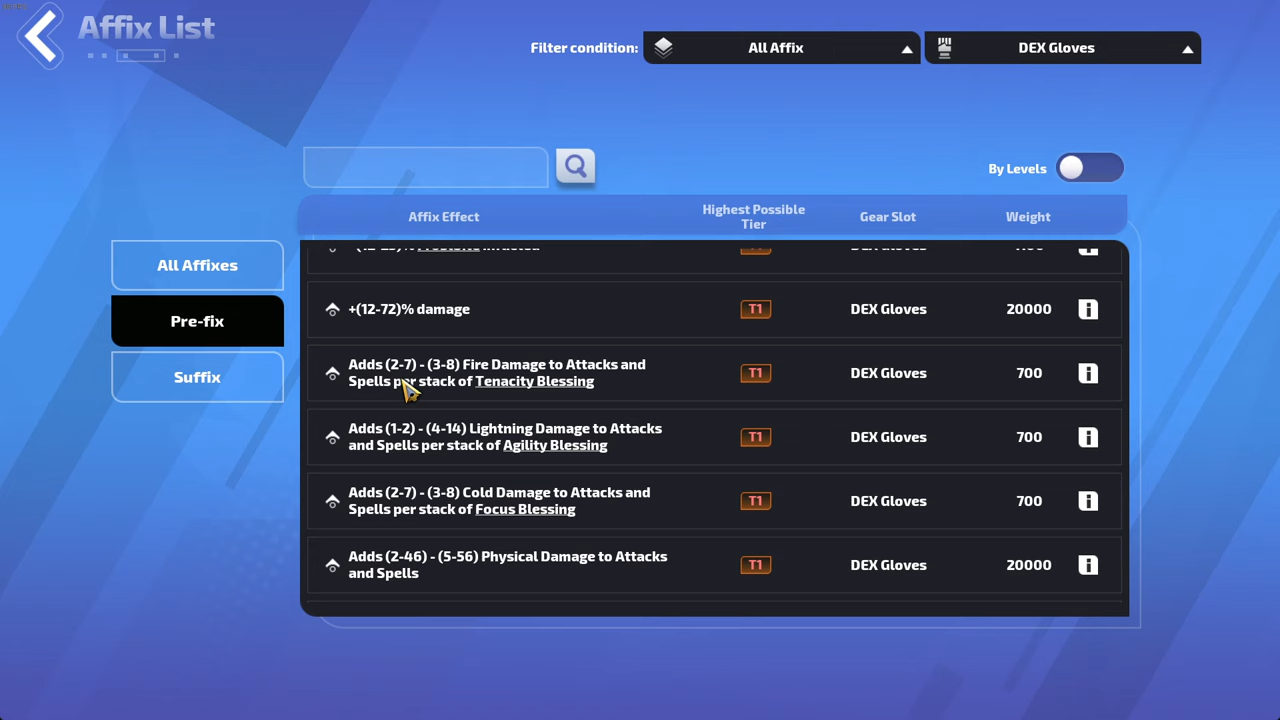 Affix List
Filter condition:
All Affix
DEX Gloves
By Levels
Affix Effect
Highest Possible
Tier
Gear Slot
Weight
All Affixes
Pre-fix
Suffix
+(12-72)% damage
T1
DEX Gloves
20000
Adds (2-7) - (3-8) Fire Damage to Attacks and
Spells per stack of Tenacity Blessing
T1
DEX Gloves
700
Adds (1-2) - (4-14) Lightning Damage to Attacks
and Spells per stack of Agility Blessing
T1
DEX Gloves
700
Adds (2-7) - (3-8) Cold Damage to Attacks and
Spells per stack of Focus Blessing
T1
DEX Gloves
700
Adds (2-46) - (5-56) Physical Damage to Attacks
and Spells
T1
DEX Gloves
20000